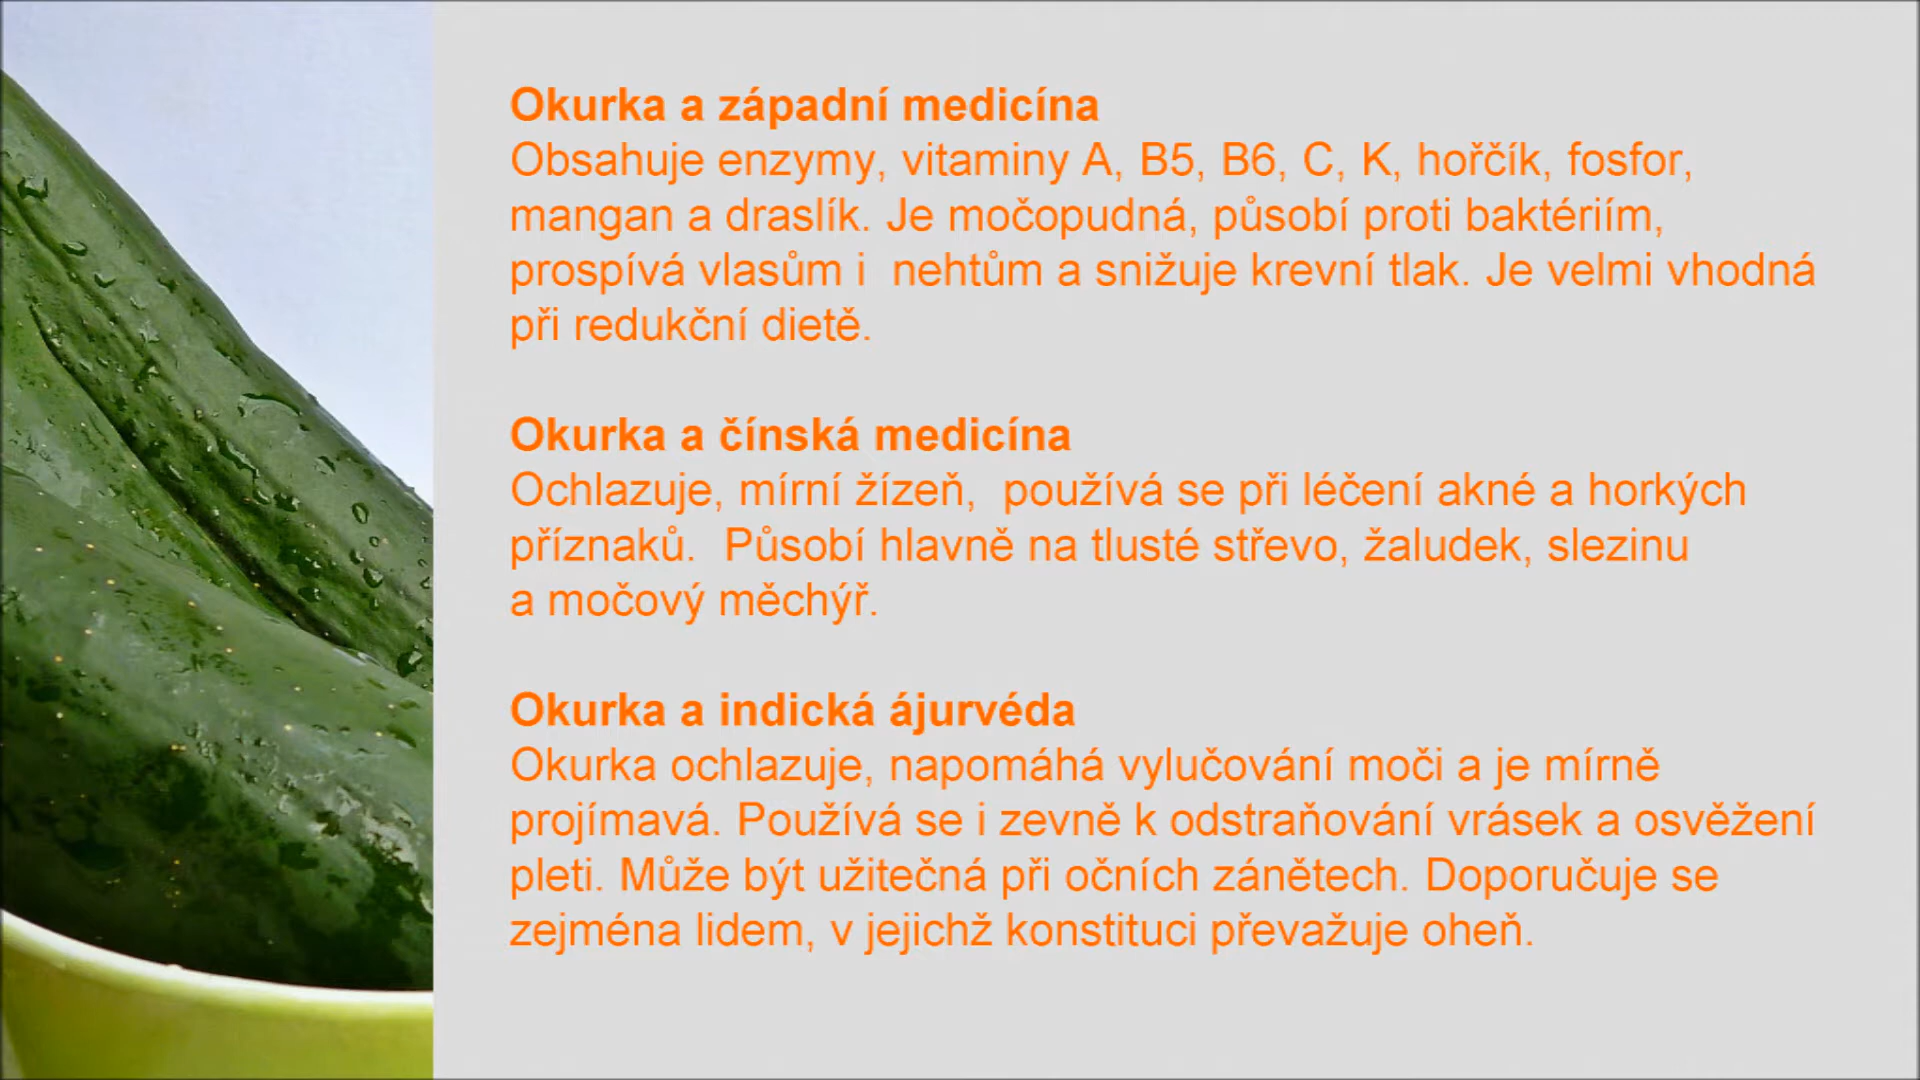 Okurka a západní medicína
Obsahuje enzymy, vitaminy A, B5, B6, C, K, hořčík, fosfor,
mangan a draslík. Je močopudná, působí proti baktériím,
prospívá vlasům i  nehtům a snižuje krevní tlak. Je velmi vhodná
při redukční dietě.
Okurka a čínská medicína
Ochlazuje, mírní žízeň,  používá se při léčení akné a horkých
příznaků.  Působí hlavně na tlusté střevo, žaludek, slezinu
a močový měchýř.
Okurka a indická ájurvéda
Okurka ochlazuje, napomáhá vylučování moči a je mírně
projímavá. Používá se i zevně k odstraňování vrásek a osvěžení
pleti. Může být užitečná při očních zánětech. Doporučuje se
zejména lidem, v jejichž konstituci převažuje oheň.